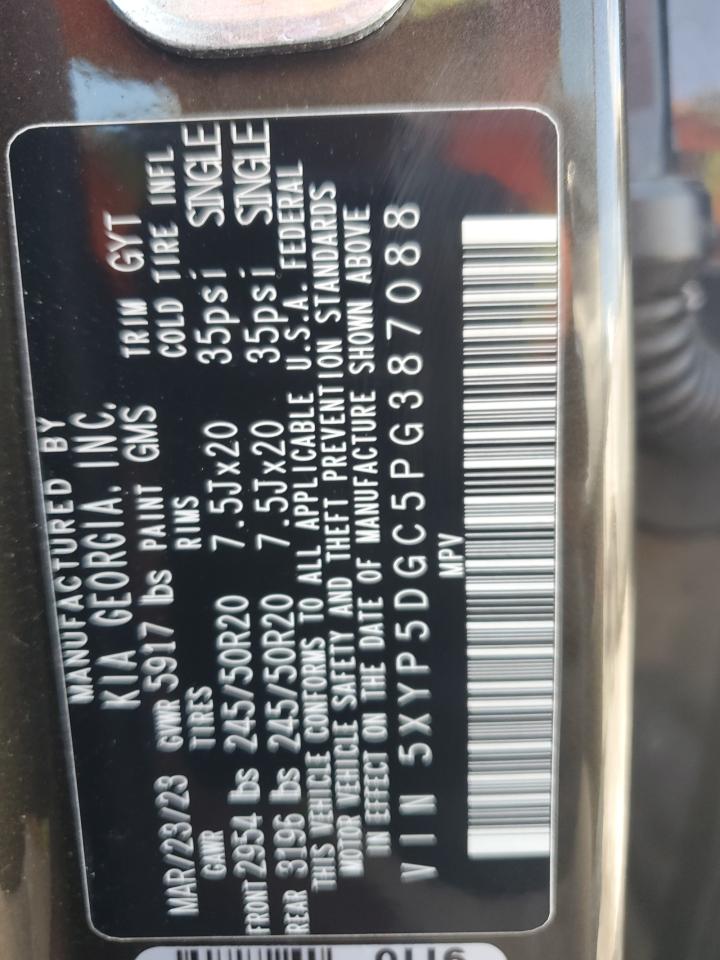 MANUFACTURED BY
KIA GEORGIA, INC.
MAR/23/23 GVWR 5917 lbs PAINT GMS TRIM GYT
GAWR TIRES RIMS COLD TIRE INFL
FRONT 2954 lbs 245/50R20 7.5Jx20 35psi SINGLE
REAR 3196 lbs 245/50R20 7.5Jx20 35psi SINGLE
THIS VEHICLE CONFORMS TO ALL APPLICABLE U.S.A. FEDERAL
MOTOR VEHICLE SAFETY AND THEFT PREVENTION STANDARDS
IN EFFECT ON THE DATE OF MANUFACTURE SHOWN ABOVE
VIN 5XYP5DGC5PG387088
MPV